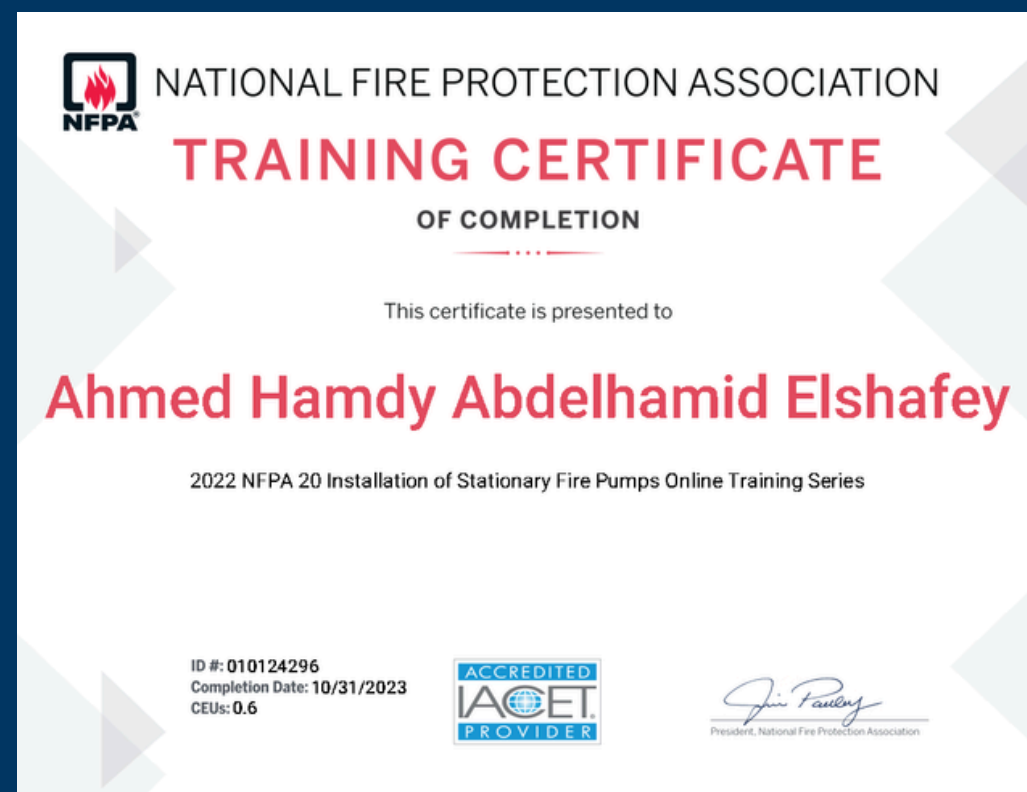 NFPA
NATIONAL FIRE PROTECTION ASSOCIATION
TRAINING CERTIFICATE
OF COMPLETION
This certificate is presented to
Ahmed Hamdy Abdelhamid Elshafey
2022 NFPA 20 Installation of Stationary Fire Pumps Online Training Series
ID #: 010124296
Completion Date: 10/31/2023
CEUs: 0.6
ACCREDITED
IACET
PROVIDER
Jim Pauley
President, National Fire Protection Association